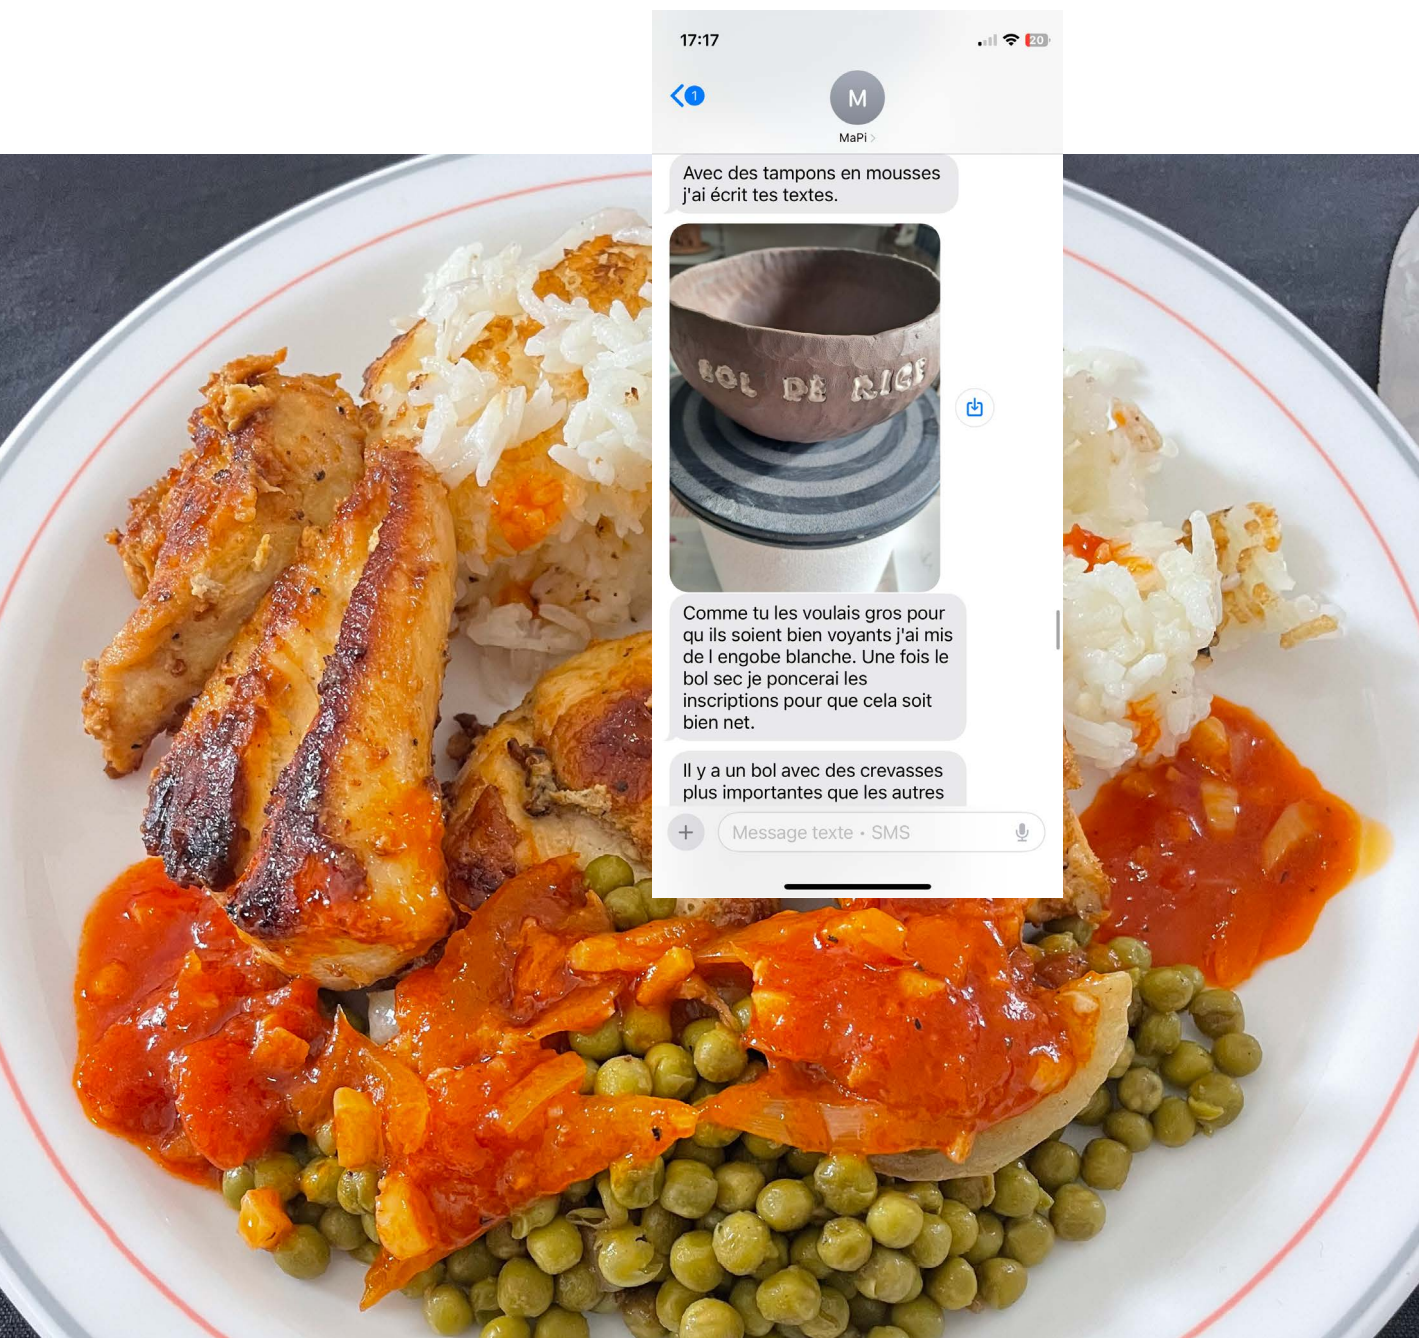 17:17
20
1
M
MaPi
Avec des tampons en mousses
j'ai écrit tes textes.
BOL DE RICE
Comme tu les voulais gros pour
qu ils soient bien voyants j'ai mis
de l engobe blanche. Une fois le
bol sec je poncerai les
inscriptions pour que cela soit
bien net.
Il y a un bol avec des crevasses
plus importantes que les autres
Message texte • SMS